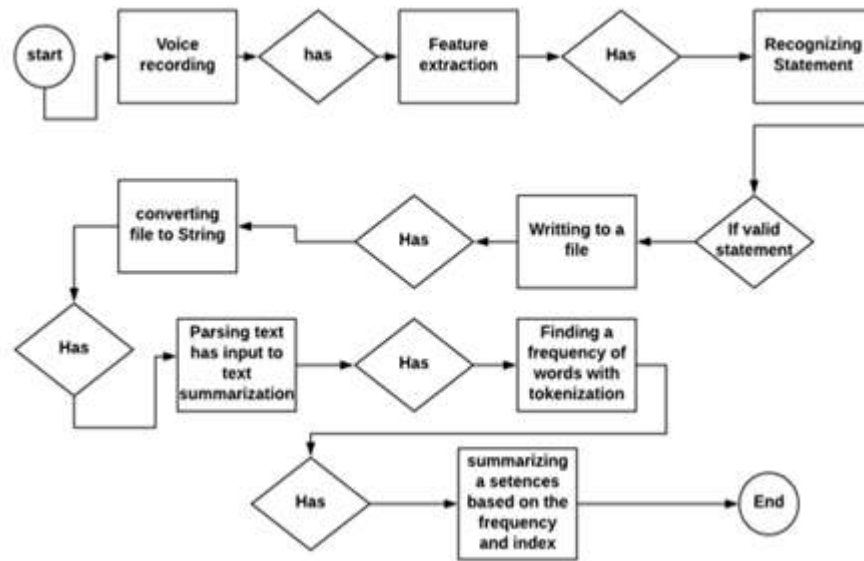 start
Voice
recording
has
Feature
extraction
Has
Recognizing
Statement
If valid
statement
Writting to a
file
Has
converting
file to String
Has
Parsing text
has input to
text
summarization
Has
Finding a
frequency of
words with
tokenization
Has
summarizing
a setences
based on the
frequency
and index
End